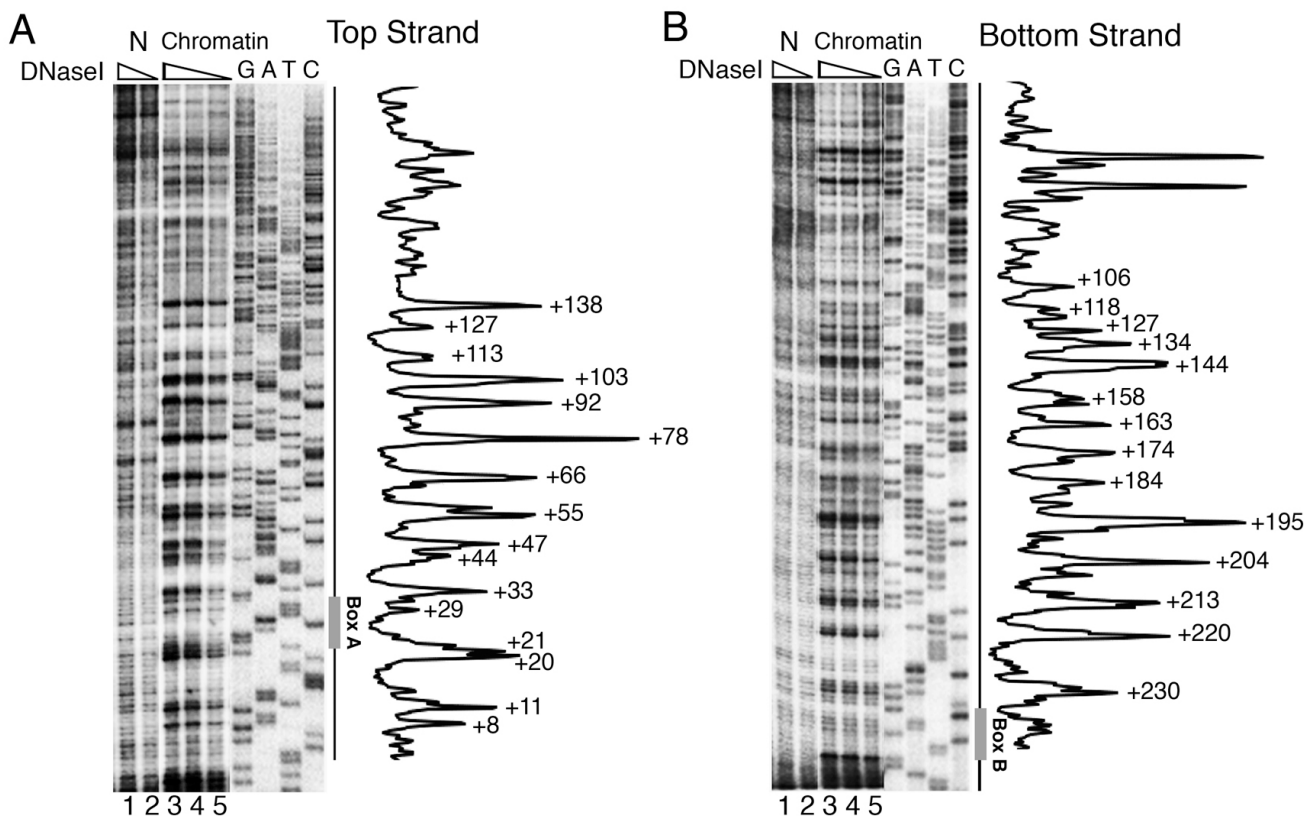 A
Top Strand
N Chromatin
DNaseI
G A T C
+138
+127
+113
+103
+92
+78
+66
+55
+47
+44
+33
+29
Box A
+21
+20
+11
+8
1 2 3 4 5
B
Bottom Strand
N Chromatin
DNaseI
G A T C
+106
+118
+127
+134
+144
+158
+163
+174
+184
+195
+204
+213
+220
+230
Box B
1 2 3 4 5